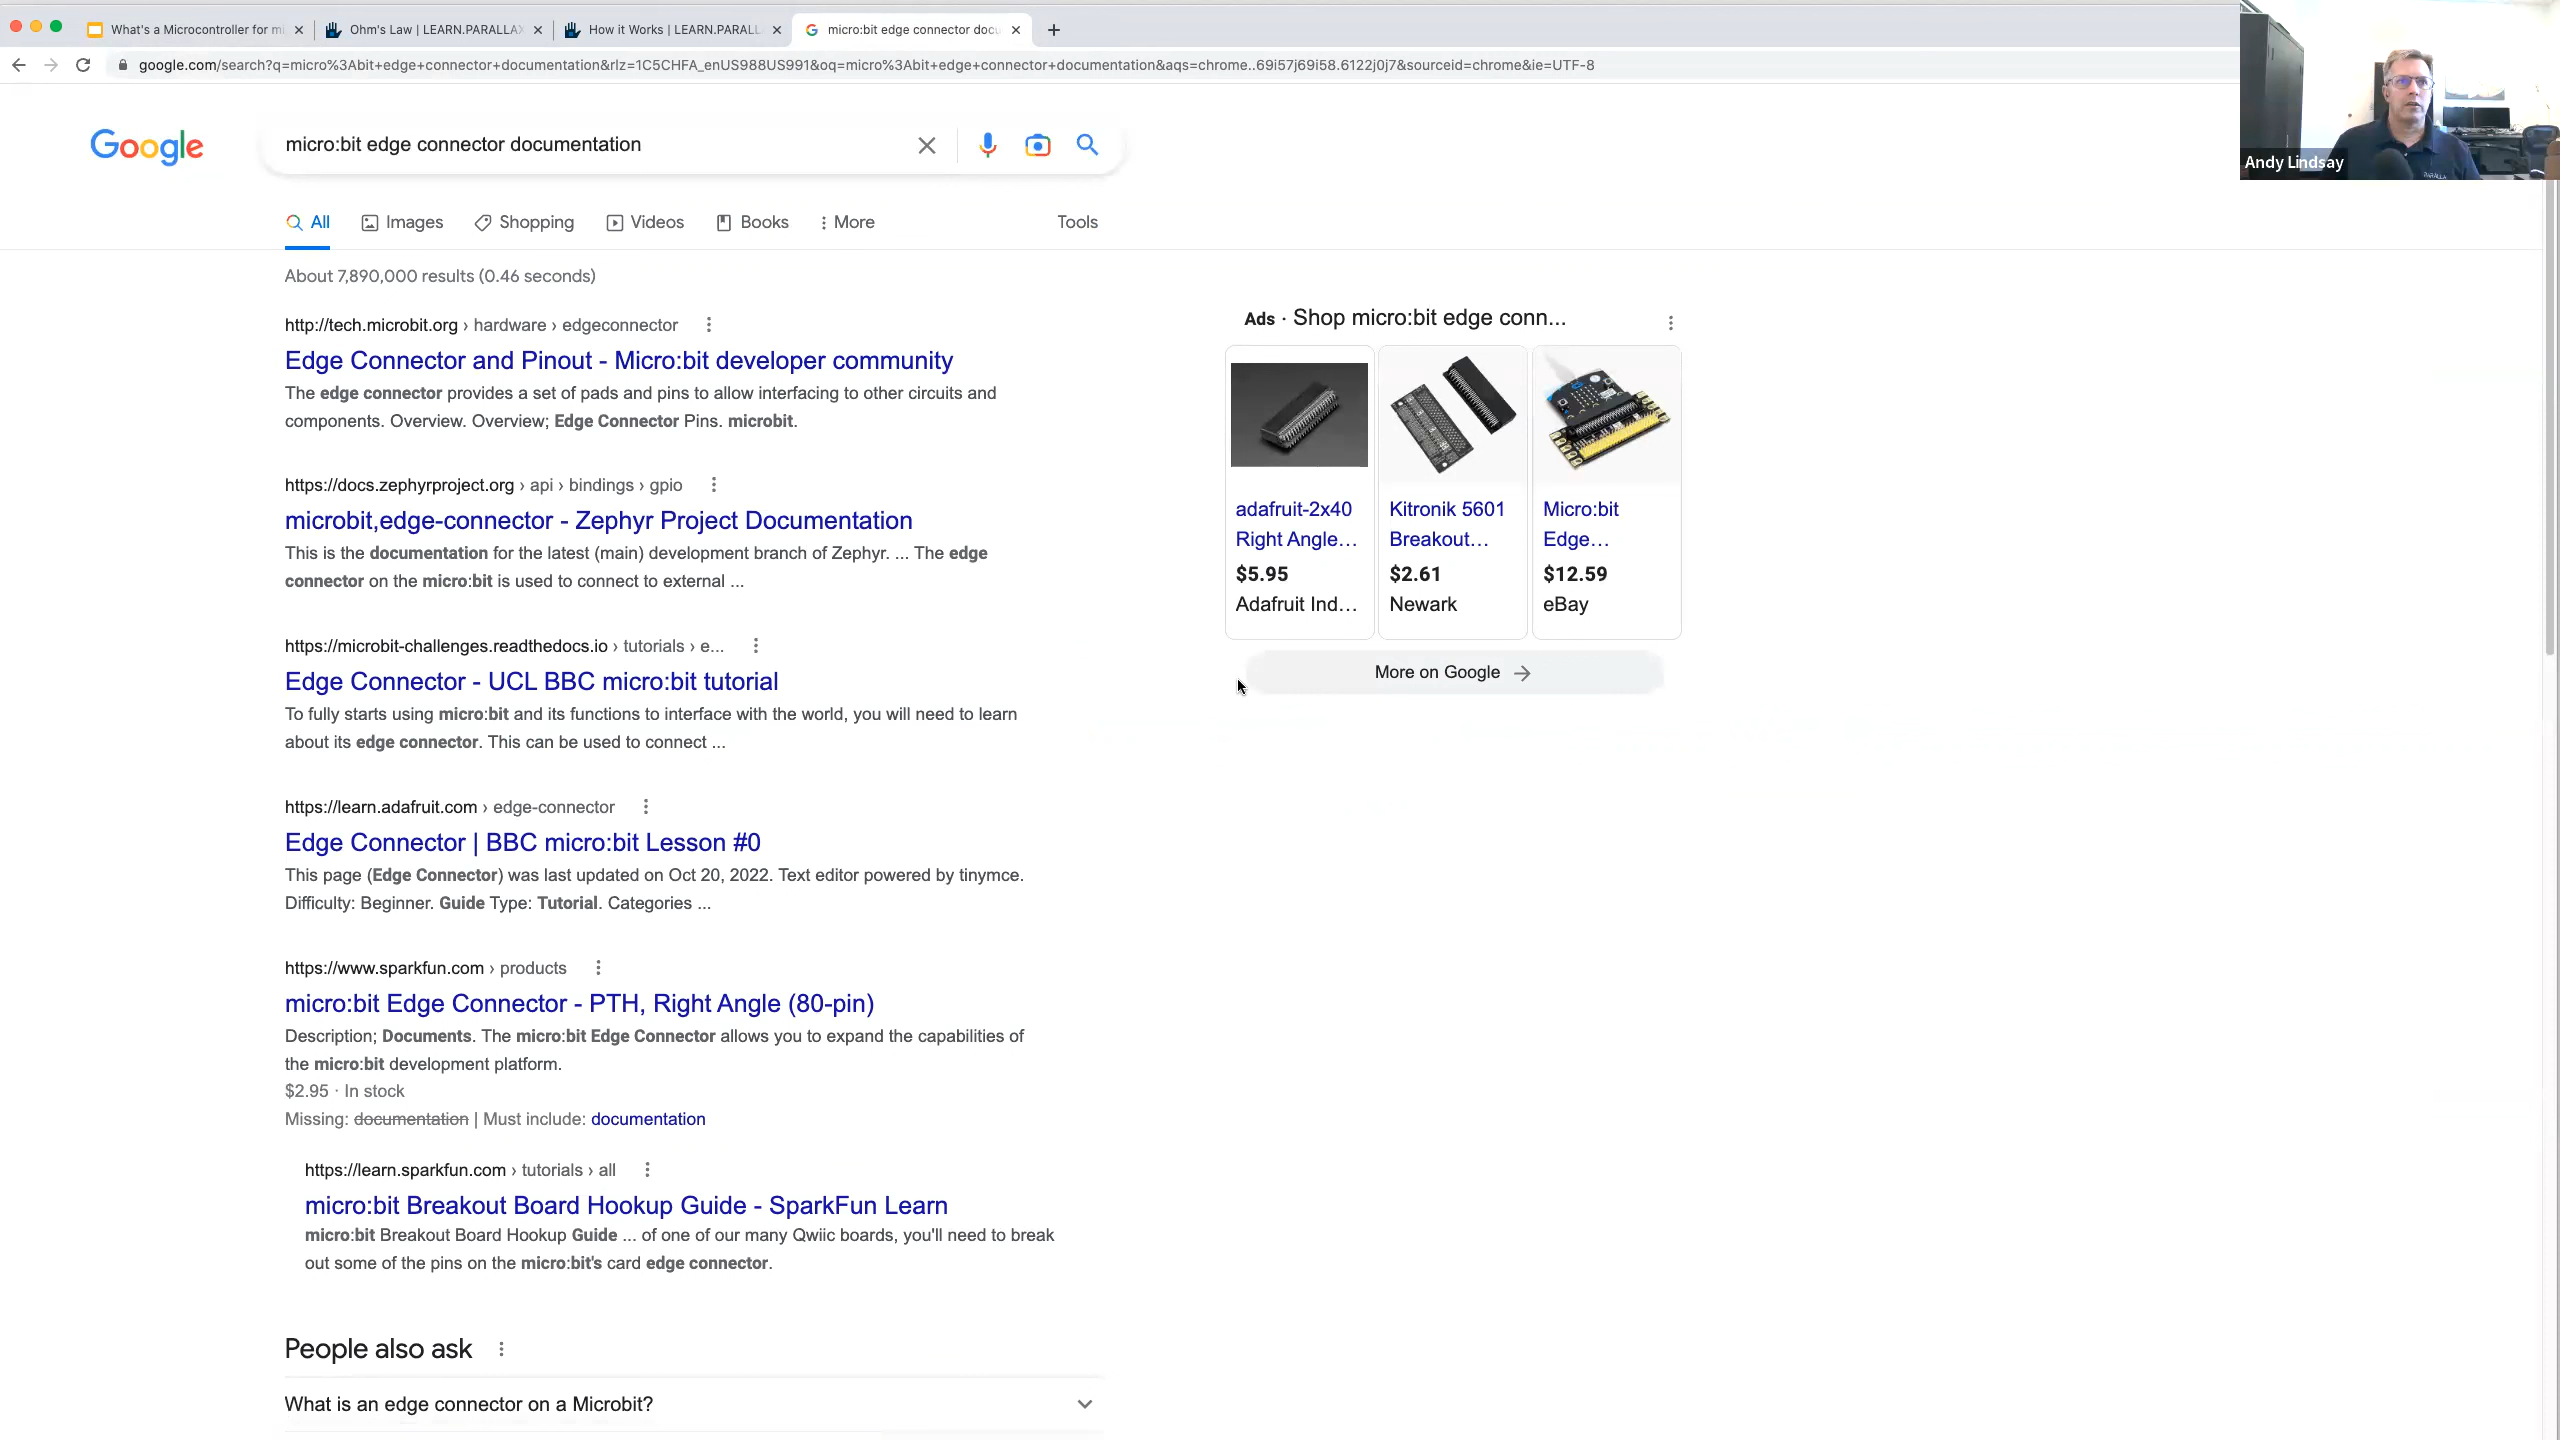 What's a Microcontroller for mi
Ohm's Law | LEARN.PARALLAX
How it Works | LEARN.PARALL
micro:bit edge connector docu
google.com/search?q=micro%3Abit+edge+connector+documentation&rlz=1C5CHFA_enUS988US991&oq=micro%3Abit+edge+connector+documentation&aqs=chrome..69i57j69i58.6122j0j7&sourceid=chrome&ie=UTF-8
Andy Lindsay
Google
micro:bit edge connector documentation
All
Images
Shopping
Videos
Books
More
Tools
About 7,890,000 results (0.46 seconds)
http://tech.microbit.org › hardware › edgeconnector
Edge Connector and Pinout - Micro:bit developer community
The edge connector provides a set of pads and pins to allow interfacing to other circuits and
components. Overview. Overview; Edge Connector Pins. microbit.
https://docs.zephyrproject.org › api › bindings › gpio
microbit,edge-connector - Zephyr Project Documentation
This is the documentation for the latest (main) development branch of Zephyr. ... The edge
connector on the micro:bit is used to connect to external ...
https://microbit-challenges.readthedocs.io › tutorials › e...
Edge Connector - UCL BBC micro:bit tutorial
To fully starts using micro:bit and its functions to interface with the world, you will need to learn
about its edge connector. This can be used to connect ...
https://learn.adafruit.com › edge-connector
Edge Connector | BBC micro:bit Lesson #0
This page (Edge Connector) was last updated on Oct 20, 2022. Text editor powered by tinymce.
Difficulty: Beginner. Guide Type: Tutorial. Categories ...
https://www.sparkfun.com › products
micro:bit Edge Connector - PTH, Right Angle (80-pin)
Description; Documents. The micro:bit Edge Connector allows you to expand the capabilities of
the micro:bit development platform.
$2.95 · In stock
Missing: documentation | Must include: documentation
https://learn.sparkfun.com › tutorials › all
micro:bit Breakout Board Hookup Guide - SparkFun Learn
micro:bit Breakout Board Hookup Guide ... of one of our many Qwiic boards, you'll need to break
out some of the pins on the micro:bit's card edge connector.
People also ask
What is an edge connector on a Microbit?
Ads · Shop micro:bit edge conn...
adafruit-2x40
Right Angle...
$5.95
Adafruit Ind...
Kitronik 5601
Breakout...
$2.61
Newark
Micro:bit
Edge...
$12.59
eBay
More on Google